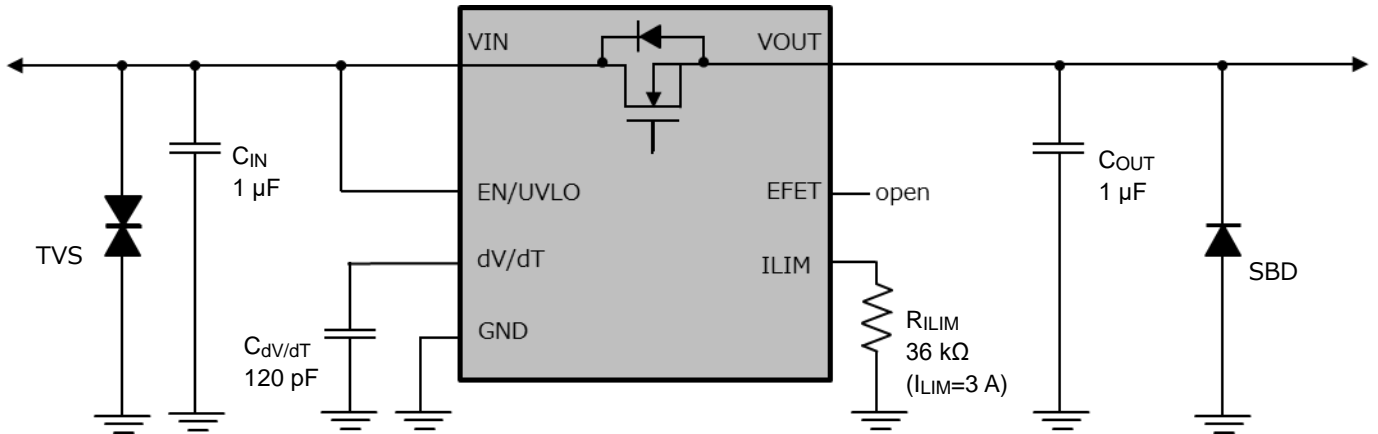 VIN
VOUT
CIN
1 µF
EN/UVLO
EFET
open
COUT
1 µF
TVS
dV/dT
ILIM
SBD
CdV/dT
120 pF
GND
RILIM
36 kΩ
(ILIM=3 A)